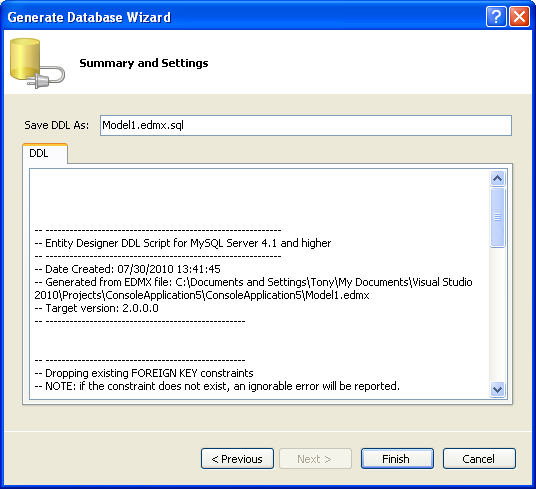 Generate Database Wizard
Summary and Settings
Save DDL As: Model1.edmx.sql
DDL
-- -----------------------------------------------------------
-- Entity Designer DDL Script for MySQL Server 4.1 and higher
-- -----------------------------------------------------------
-- Date Created: 07/30/2010 13:41:45
-- Generated from EDMX file: C:\Documents and Settings\Tony\My Documents\Visual Studio
2010\Projects\ConsoleApplication5\ConsoleApplication5\Model1.edmx
-- Target version: 2.0.0.0
-- --------------------------------------------------
-- --------------------------------------------------
-- Dropping existing FOREIGN KEY constraints
-- NOTE: if the constraint does not exist, an ignorable error will be reported.
< Previous
Next >
Finish
Cancel